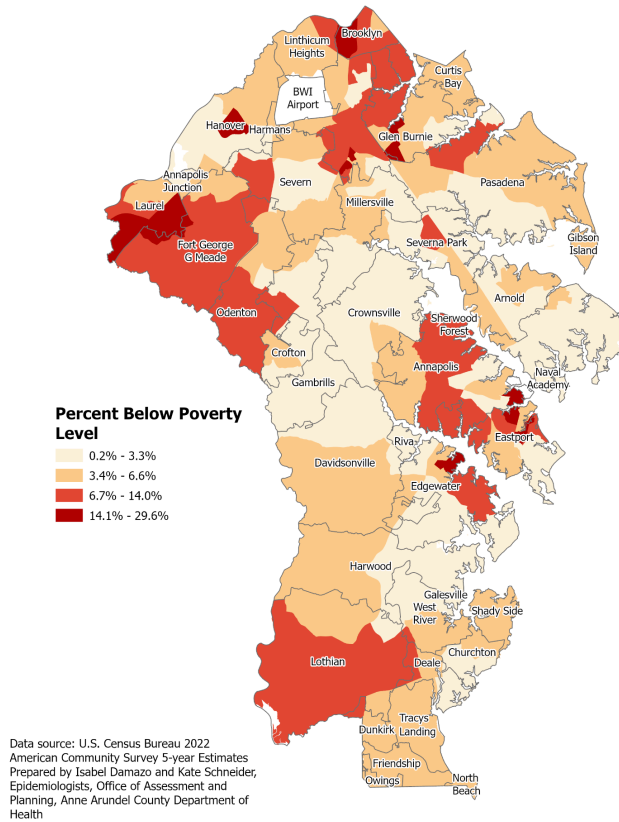 Brooklyn
Linthicum
Heights
Curtis
Bay
BWI
Airport
Hanover
Harmans
Glen Burnie
Annapolis
Junction
Severn
Pasadena
Laurel
Millersville
Fort George
G Meade
Severna Park
Gibson
Island
Arnold
Odenton
Crownsville
Sherwood
Forest
Crofton
Annapolis
Gambrills
Naval
Academy
Percent Below Poverty
Level
0.2% - 3.3%
3.4% - 6.6%
6.7% - 14.0%
14.1% - 29.6%
Riva
Eastport
Davidsonville
Edgewater
Harwood
Galesville
West
River
Shady Side
Lothian
Churchton
Deale
Tracys
Landing
Dunkirk
Friendship
Owings
North
Beach
Data source: U.S. Census Bureau 2022
American Community Survey 5-year Estimates
Prepared by Isabel Damazo and Kate Schneider,
Epidemiologists, Office of Assessment and
Planning, Anne Arundel County Department of
Health